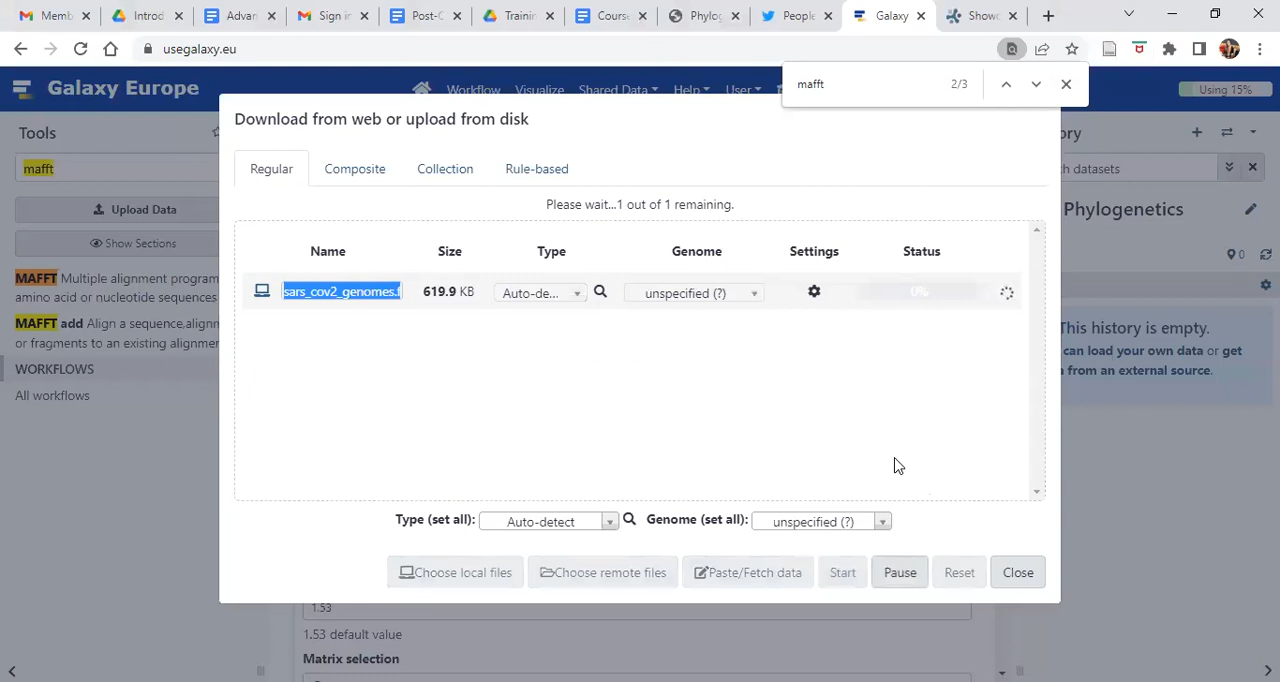 Memb
Introd
Advan
Sign in
Post-C
Trainin
Course
Phylog
People
Galaxy
Show
usegalaxy.eu
mafft
2/3
Galaxy Europe
Workflow
Visualize
Shared Data
Help
User
Using 15%
Tools
mafft
Upload Data
Show Sections
MAFFT Multiple alignment program
amino acid or nucleotide sequences
MAFFT add Align a sequence,alignm
or fragments to an existing alignmen
WORKFLOWS
All workflows
Download from web or upload from disk
Regular
Composite
Collection
Rule-based
Please wait...1 out of 1 remaining.
Name
Size
Type
Genome
Settings
Status
sars_cov2_genomes.f
619.9 KB
Auto-de...
unspecified (?)
0%
Type (set all):
Auto-detect
Genome (set all):
unspecified (?)
Choose local files
Choose remote files
Paste/Fetch data
Start
Pause
Reset
Close
1.53
1.53 default value
Matrix selection
ory
ch datasets
Phylogenetics
0
This history is empty.
can load your own data or get
from an external source.